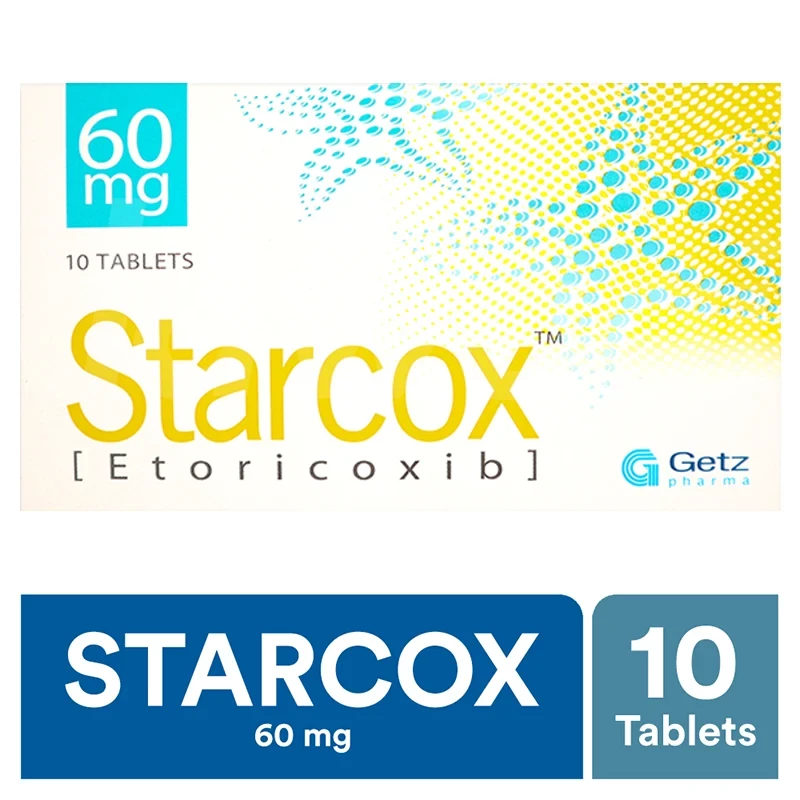 60
mg
10 TABLETS
Starcox™
[Etoricoxib]
Getz
pharma
STARCOX
60 mg
10
Tablets